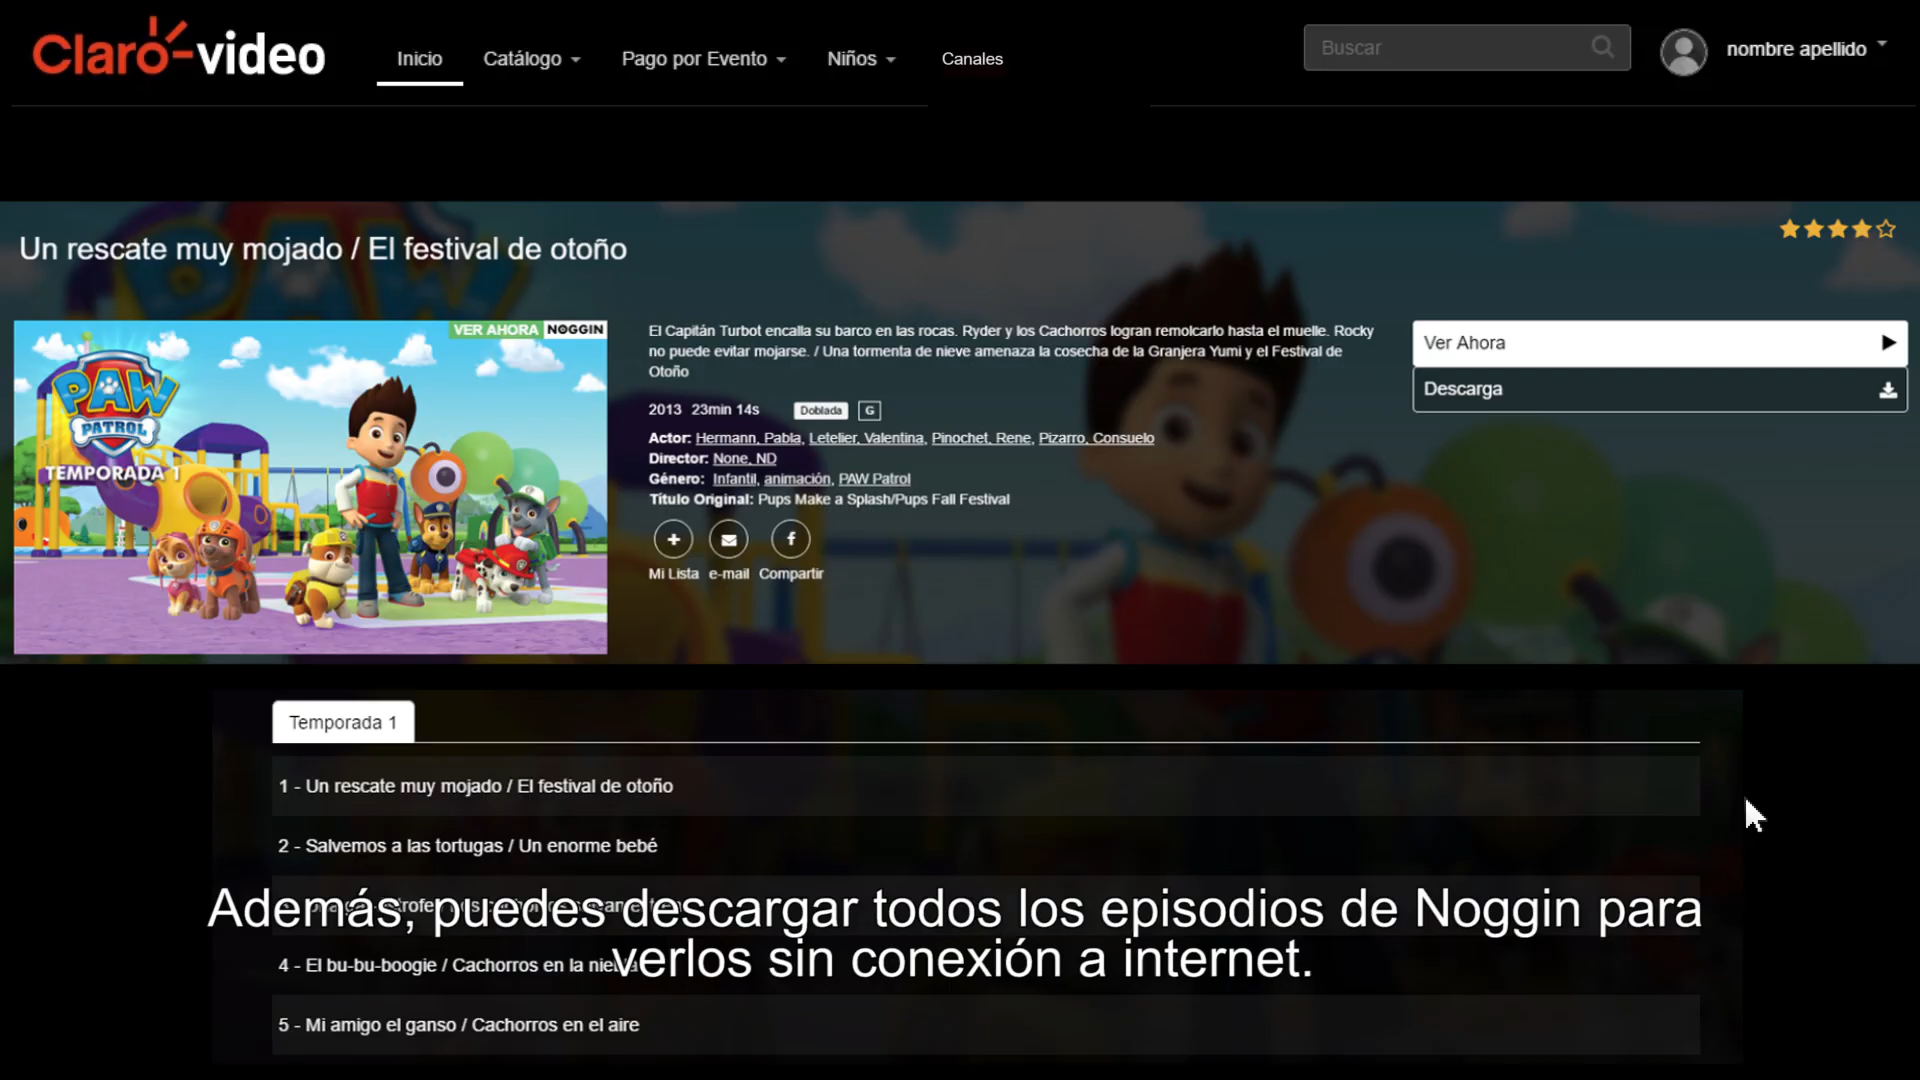 Claro-video
Inicio
Catálogo
Pago por Evento
Niños
Canales
Buscar
nombre apellido
Un rescate muy mojado / El festival de otoño
VER AHORA NOGGIN
PAW
PATROL
TEMPORADA 1
El Capitán Turbot encalla su barco en las rocas. Ryder y los Cachorros logran remolcarlo hasta el muelle. Rocky
no puede evitar mojarse. / Una tormenta de nieve amenaza la cosecha de la Granjera Yumi y el Festival de
Otoño
2013 23min 14s Doblada G
Actor: Hermann, Pabla, Letelier, Valentina, Pinochet, Rene, Pizarro, Consuelo
Director: None, ND
Género: Infantil, animación, PAW Patrol
Título Original: Pups Make a Splash/Pups Fall Festival
Mi Lista e-mail Compartir
Ver Ahora
Descarga
Temporada 1
1 - Un rescate muy mojado / El festival de otoño
2 - Salvemos a las tortugas / Un enorme bebé
Además, puedes descargar todos los episodios de Noggin para
verlos sin conexión a internet.
4 - El bu-bu-boogie / Cachorros en la
5 - Mi amigo el ganso / Cachorros en el aire